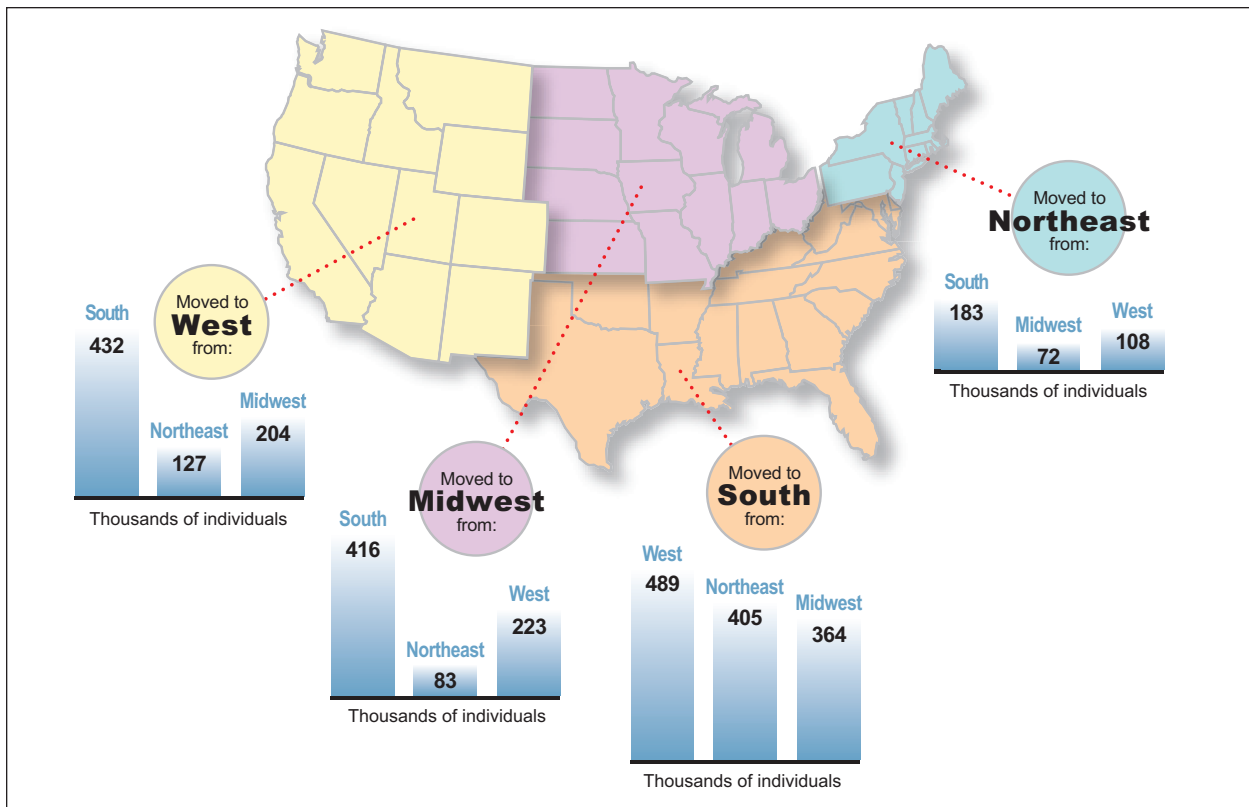 Moved to
Northeast
from:
South
183
Midwest
72
West
108
Thousands of individuals
Moved to
West
from:
South
432
Northeast
127
Midwest
204
Thousands of individuals
Moved to
Midwest
from:
South
416
Northeast
83
West
223
Thousands of individuals
Moved to
South
from:
West
489
Northeast
405
Midwest
364
Thousands of individuals